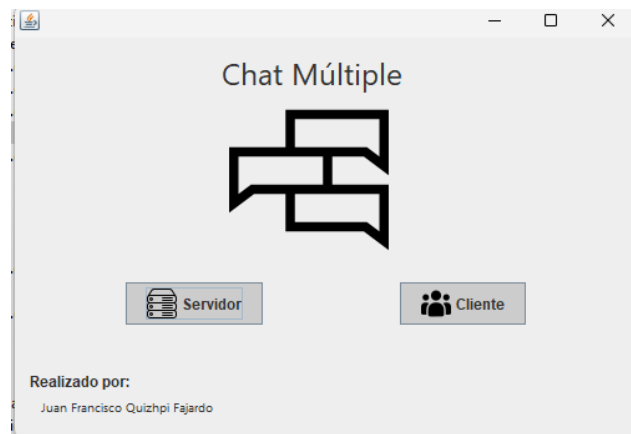 Chat Múltiple
Servidor
Cliente
Realizado por:
Juan Francisco Quizhpi Fajardo